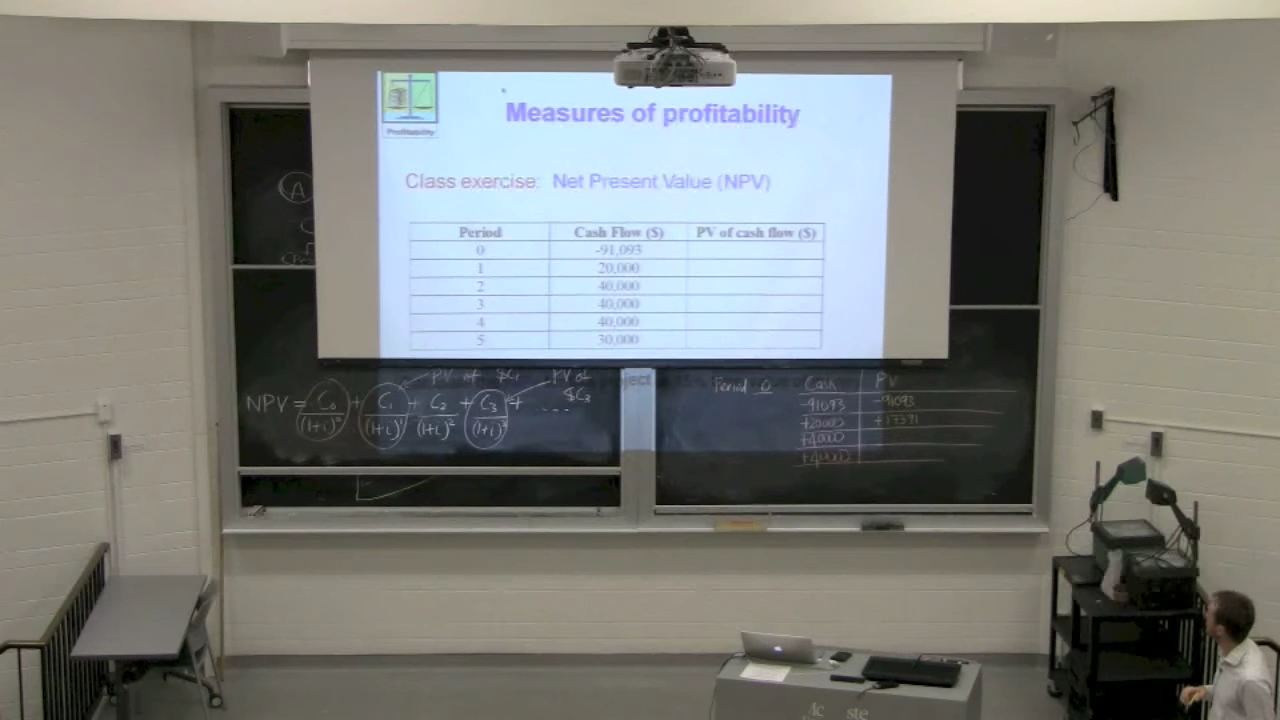 Profitability
Measures of profitability
Class exercise: Net Present Value (NPV)
Period Cash Flow ($) PV of cash flow ($)
0 -91,093
1 20,000
2 40,000
3 40,000
4 40,000
5 30,000
A
PV of $C₁ PV of $C₃
NPV = C₀/(1+i)⁰ + C₁/(1+i)¹ + C₂/(1+i)² + C₃/(1+i)³ + ....
Period 0 Cash PV
-91093 -91093
+20000
+40000
+40000